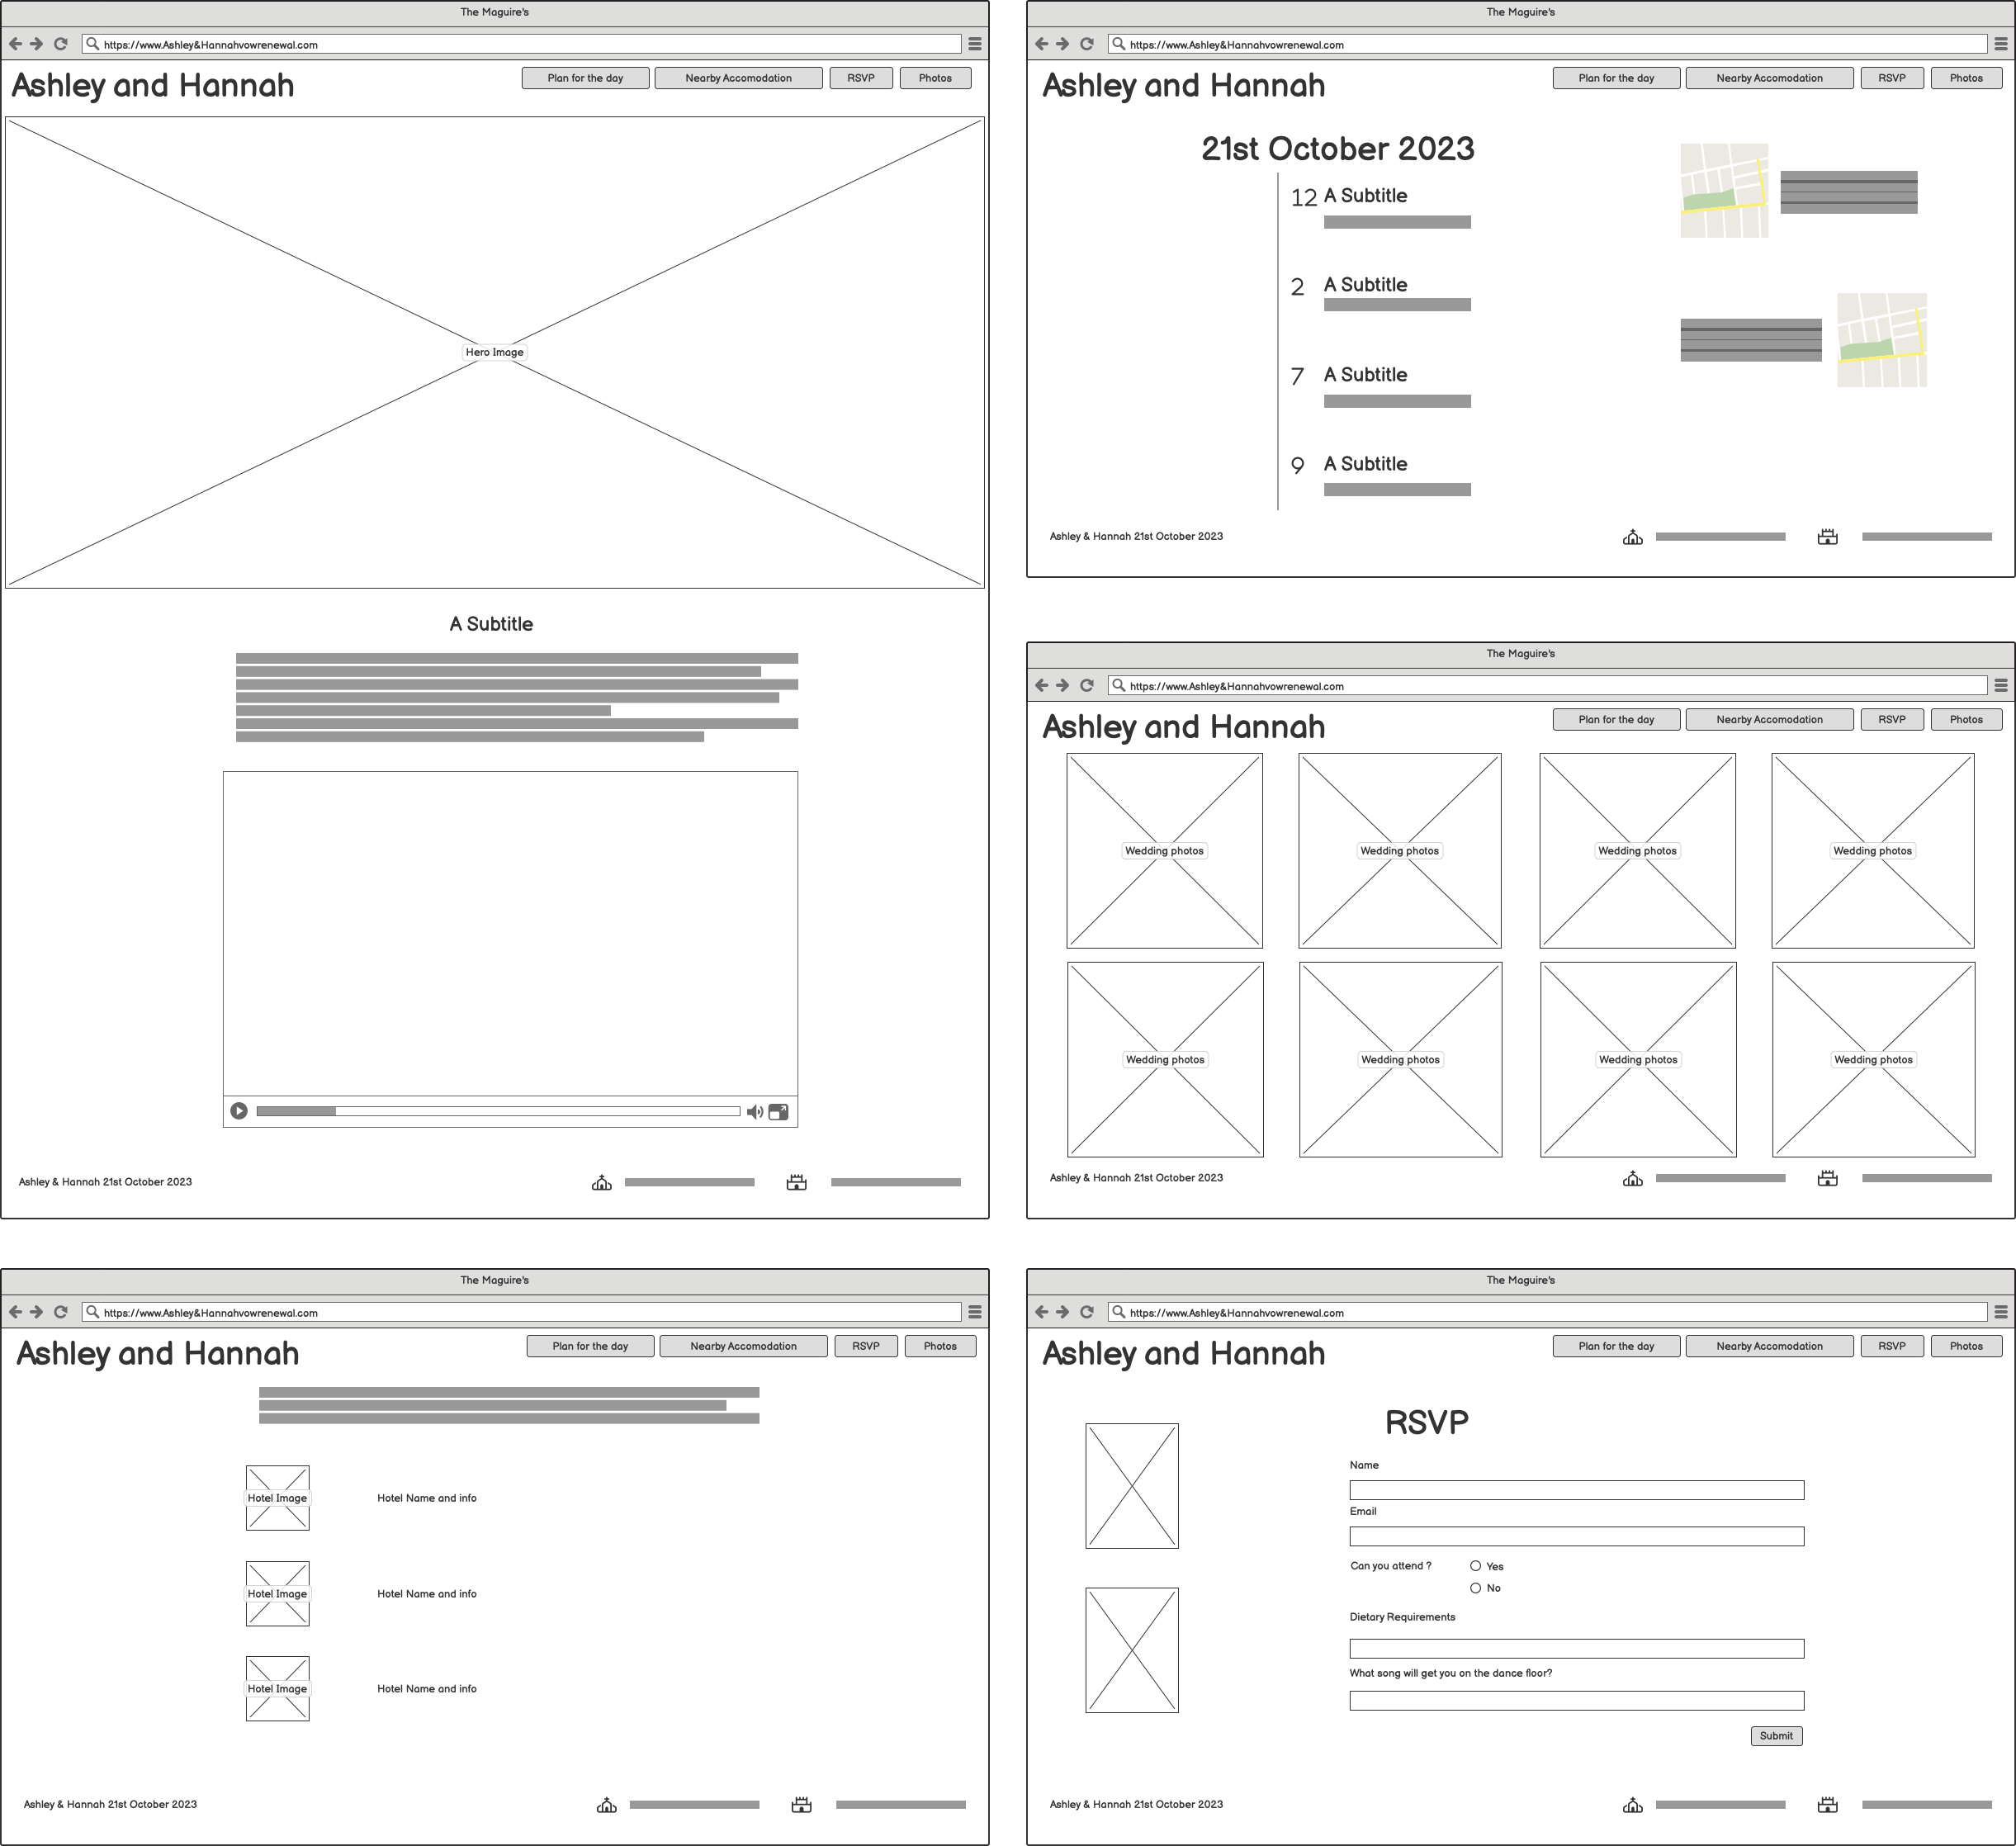 The Maguire's
https://www.Ashley&Hannahvowrenewal.com
Ashley and Hannah
Plan for the day
Nearby Accomodation
RSVP
Photos
Hero Image
A Subtitle
Ashley & Hannah 21st October 2023
The Maguire's
https://www.Ashley&Hannahvowrenewal.com
Ashley and Hannah
Plan for the day
Nearby Accomodation
RSVP
Photos
21st October 2023
12 A Subtitle
2 A Subtitle
7 A Subtitle
9 A Subtitle
Ashley & Hannah 21st October 2023
The Maguire's
https://www.Ashley&Hannahvowrenewal.com
Ashley and Hannah
Plan for the day
Nearby Accomodation
RSVP
Photos
Wedding photos
Wedding photos
Wedding photos
Wedding photos
Wedding photos
Wedding photos
Wedding photos
Wedding photos
Ashley & Hannah 21st October 2023
The Maguire's
https://www.Ashley&Hannahvowrenewal.com
Ashley and Hannah
Plan for the day
Nearby Accomodation
RSVP
Photos
Hotel Image
Hotel Name and info
Hotel Image
Hotel Name and info
Hotel Image
Hotel Name and info
Ashley & Hannah 21st October 2023
The Maguire's
https://www.Ashley&Hannahvowrenewal.com
Ashley and Hannah
Plan for the day
Nearby Accomodation
RSVP
Photos
RSVP
Name
Email
Can you attend ?
Yes
No
Dietary Requirements
What song will get you on the dance floor?
Submit
Ashley & Hannah 21st October 2023